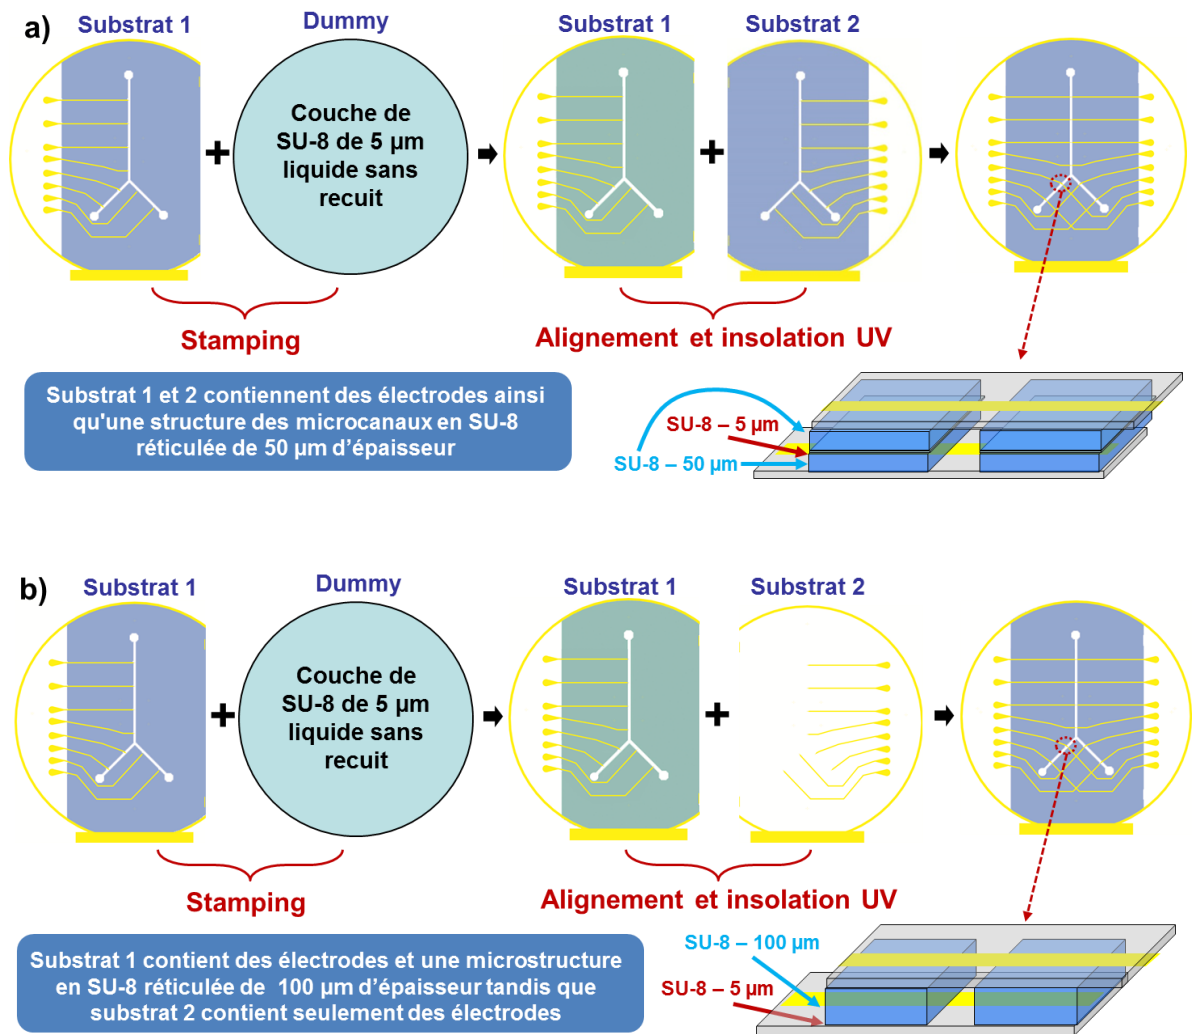 a)
Substrat 1
Dummy
Substrat 1
Substrat 2
Couche de
SU-8 de 5 µm
liquide sans
recuit
Stamping
Alignement et insolation UV
Substrat 1 et 2 contiennent des électrodes ainsi
qu'une structure des microcanaux en SU-8
réticulée de 50 µm d'épaisseur
SU-8 – 5 µm
SU-8 – 50 µm
b)
Substrat 1
Dummy
Substrat 1
Substrat 2
Couche de
SU-8 de 5 µm
liquide sans
recuit
Stamping
Alignement et insolation UV
Substrat 1 contient des électrodes et une microstructure
en SU-8 réticulée de 100 µm d'épaisseur tandis que
substrat 2 contient seulement des électrodes
SU-8 – 100 µm
SU-8 – 5 µm